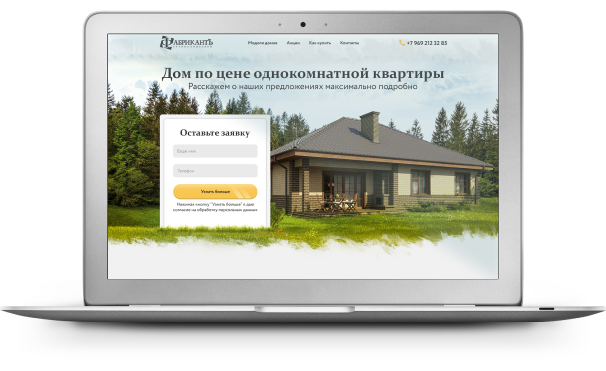 ФАБРИКАНТЪ
Модели домов Акции Как купить Контакты
+7 969 212 32 85
Дом по цене однокомнатной квартиры
Расскажем о наших предложениях максимально подробно
Оставьте заявку
Ваше имя
Телефон
Узнать больше
Нажимая кнопку "Узнать больше" я даю
согласие на обработку персональных данных